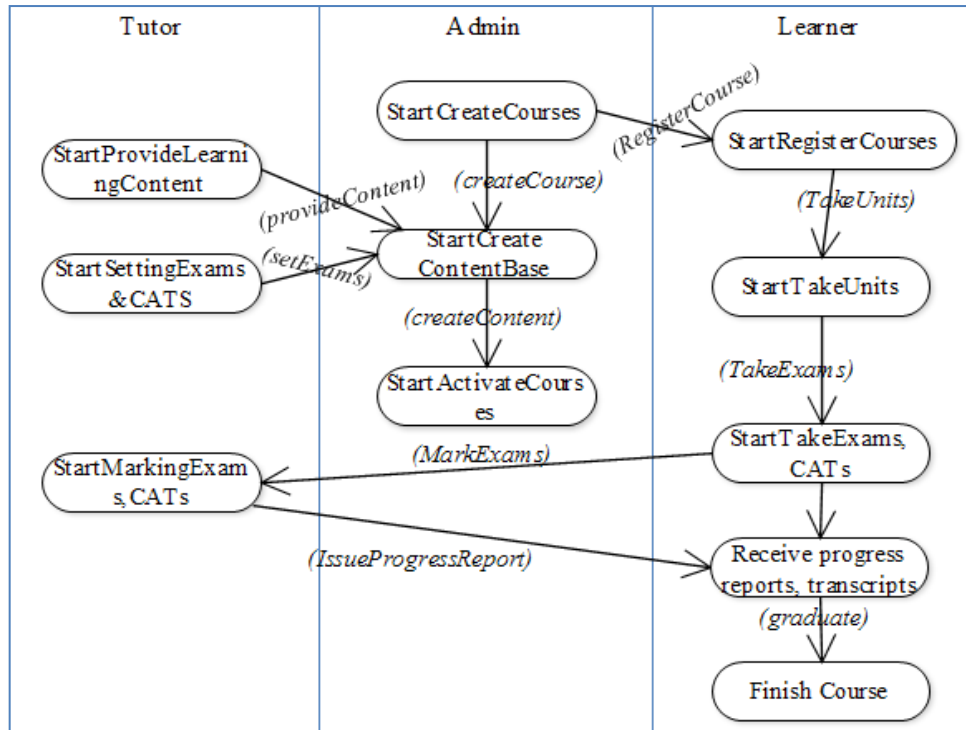 Tutor
Admin
Learner
StartCreateCourses
(RegisterCourse)
StartRegisterCourses
StartProvideLearni
ngContent
(provideContent)
(createCourse)
(TakeUnits)
StartCreate
ContentBase
StartSettingExams
&CATS
(setExams)
StartTakeUnits
(createContent)
(TakeExams)
StartActivateCours
es
StartTakeExams,
CATs
(MarkExams)
StartMarkingExam
s,CATs
(IssueProgressReport)
Receive progress
reports, transcripts
(graduate)
Finish Course